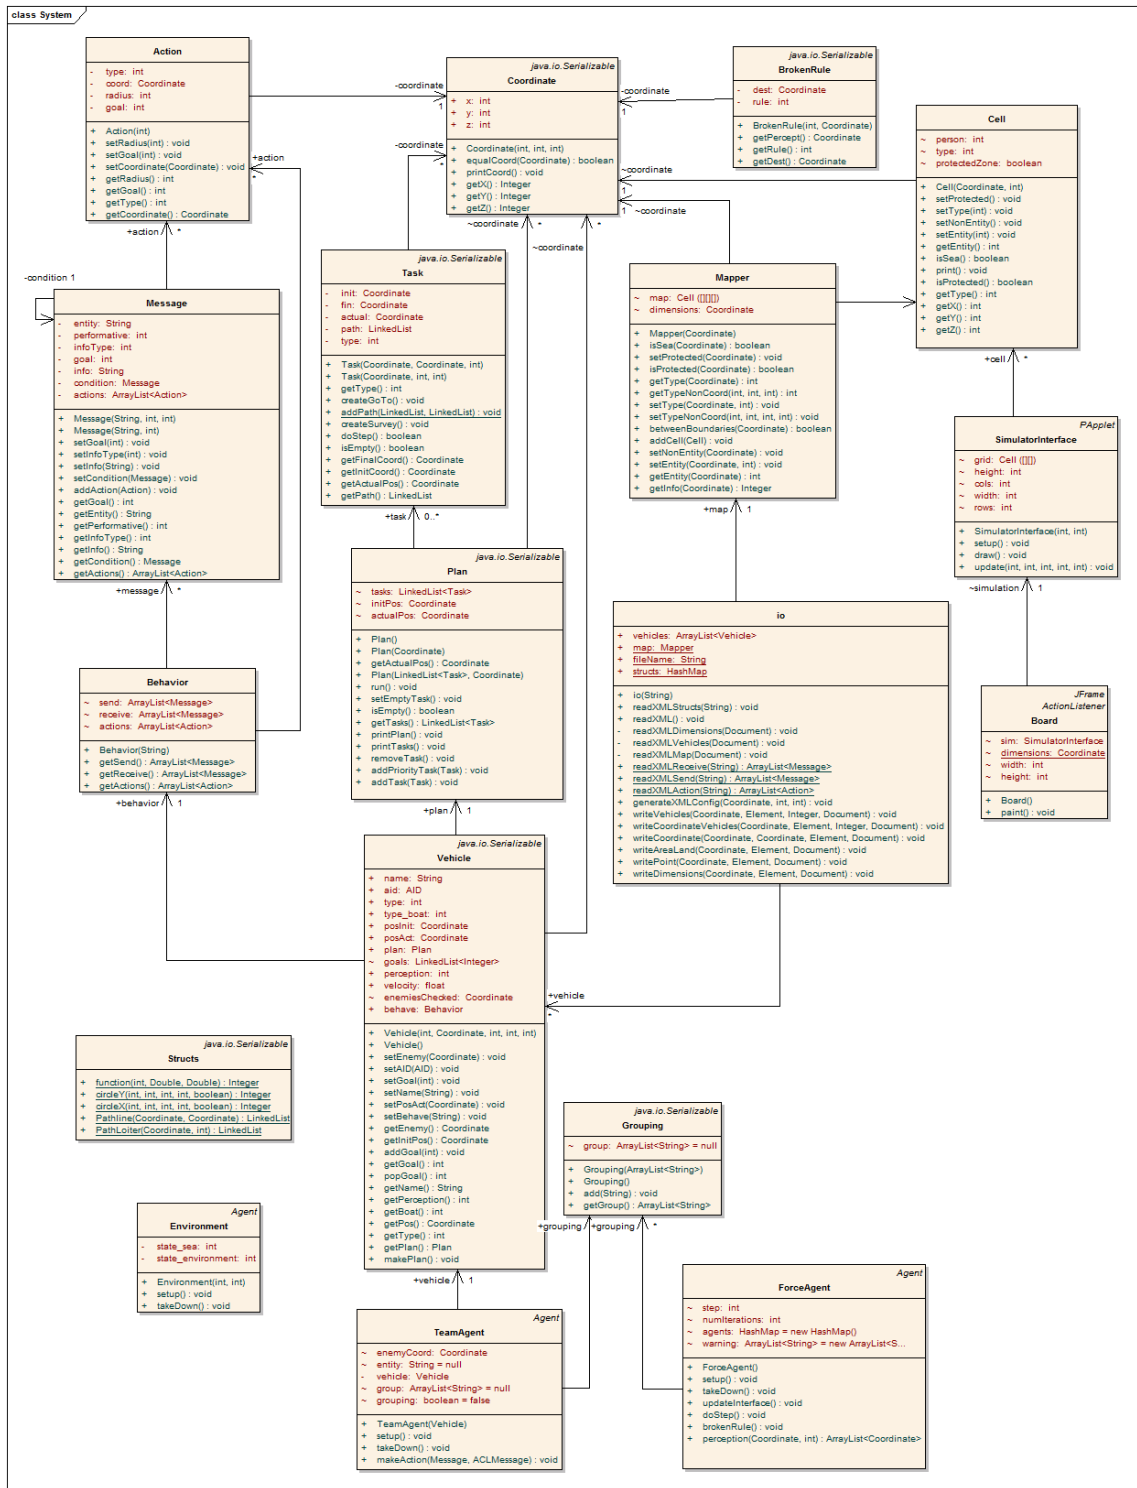 class System
Action
- type: int
- coord: Coordinate
- radius: int
- goal: int
+ Action(int)
+ setRadius(int) : void
+ setGoal(int) : void
+ setCoordinate(Coordinate) : void
+ getRadius() : int
+ getGoal() : int
+ getType() : int
+ getCoordinate() : Coordinate
-coordinate
1
java.io.Serializable
Coordinate
+ x: int
+ y: int
+ z: int
+ Coordinate(int, int, int)
+ equalCoord(Coordinate) : boolean
+ printCoord() : void
+ getX() : Integer
+ getY() : Integer
+ getZ() : Integer
-coordinate
1
java.io.Serializable
BrokenRule
- dest: Coordinate
- rule: int
+ BrokenRule(int, Coordinate)
+ getPercept() : Coordinate
+ getRule() : int
+ getDest() : Coordinate
Cell
~ person: int
~ type: int
~ protectedZone: boolean
+ Cell(Coordinate, int)
+ setProtected() : void
+ setType(int) : void
+ setNonEntity() : void
+ setEntity(int) : void
+ getEntity() : int
+ isSea() : boolean
+ print() : void
+ isProtected() : boolean
+ getType() : int
+ getX() : int
+ getY() : int
+ getZ() : int
+action
*
-coordinate
*
~coordinate
1
1
~coordinate
~coordinate *
*
~coordinate
+action *
-condition 1
Message
- entity: String
- performative: int
- infoType: int
- goal: int
- info: String
- condition: Message
- actions: ArrayList<Action>
+ Message(String, int, int)
+ Message(String, int)
+ setGoal(int) : void
+ setInfoType(int) : void
+ setInfo(String) : void
+ setCondition(Message) : void
+ addAction(Action) : void
+ getGoal() : int
+ getEntity() : String
+ getPerformative() : int
+ getInfoType() : int
+ getInfo() : String
+ getCondition() : Message
+ getActions() : ArrayList<Action>
+message *
java.io.Serializable
Task
- init: Coordinate
- fin: Coordinate
- actual: Coordinate
- path: LinkedList
- type: int
+ Task(Coordinate, Coordinate, int)
+ Task(Coordinate, int, int)
+ getType() : int
+ createGoTo() : void
+ addPath(LinkedList, LinkedList) : void
+ createSurvey() : void
+ doStep() : boolean
+ isEmpty() : boolean
+ getFinalCoord() : Coordinate
+ getInitCoord() : Coordinate
+ getActualPos() : Coordinate
+ getPath() : LinkedList
+task 0..*
Mapper
~ map: Cell ([][][])
~ dimensions: Coordinate
+ Mapper(Coordinate)
+ isSea(Coordinate) : boolean
+ setProtected(Coordinate) : void
+ isProtected(Coordinate) : boolean
+ getType(Coordinate) : int
+ getTypeNonCoord(int, int, int) : int
+ setType(Coordinate, int) : void
+ setTypeNonCoord(int, int, int, int) : void
+ betweenBoundaries(Coordinate) : boolean
+ addCell(Cell) : void
+ setNonEntity(Coordinate) : void
+ setEntity(Coordinate, int) : void
+ getEntity(Coordinate) : int
+ getInfo(Coordinate) : Integer
+map 1
+cell *
PApplet
SimulatorInterface
~ grid: Cell ([][])
~ height: int
~ cols: int
~ width: int
~ rows: int
+ SimulatorInterface(int, int)
+ setup() : void
+ draw() : void
+ update(int, int, int, int, int) : void
~simulation 1
java.io.Serializable
Plan
~ tasks: LinkedList<Task>
~ initPos: Coordinate
~ actualPos: Coordinate
+ Plan()
+ Plan(Coordinate)
+ getActualPos() : Coordinate
+ Plan(LinkedList<Task>, Coordinate)
+ run() : void
+ setEmptyTask() : void
+ isEmpty() : boolean
+ getTasks() : LinkedList<Task>
+ printPlan() : void
+ printTasks() : void
+ removeTask() : void
+ addPriorityTask(Task) : void
+ addTask(Task) : void
+plan 1
io
+ vehicles: ArrayList<Vehicle>
+ map: Mapper
+ fileName: String
+ structs: HashMap
+ io(String)
+ readXMLStructs(String) : void
+ readXML() : void
- readXMLDimensions(Document) : void
- readXMLVehicles(Document) : void
- readXMLMap(Document) : void
+ readXMLReceive(String) : ArrayList<Message>
+ readXMLSend(String) : ArrayList<Message>
+ readXMLAction(String) : ArrayList<Action>
+ generateXMLConfig(Coordinate, int, int) : void
+ writeVehicles(Coordinate, Element, Integer, Document) : void
+ writeCoordinateVehicles(Coordinate, Element, Integer, Document) : void
+ writeCoordinate(Coordinate, Coordinate, Element, Document) : void
+ writeAreaLand(Coordinate, Element, Document) : void
+ writePoint(Coordinate, Element, Document) : void
+ writeDimensions(Coordinate, Element, Document) : void
Behavior
~ send: ArrayList<Message>
~ receive: ArrayList<Message>
~ actions: ArrayList<Action>
+ Behavior(String)
+ getSend() : ArrayList<Message>
+ getReceive() : ArrayList<Message>
+ getActions() : ArrayList<Action>
+behavior 1
JFrame
ActionListener
Board
~ sim: SimulatorInterface
~ dimensions: Coordinate
~ width: int
~ height: int
+ Board()
+ paint() : void
java.io.Serializable
Vehicle
+ name: String
+ aid: AID
+ type: int
+ type_boat: int
+ posInit: Coordinate
+ posAct: Coordinate
+ plan: Plan
~ goals: LinkedList<Integer>
+ perception: int
+ velocity: float
~ enemiesChecked: Coordinate
+ behave: Behavior
+ Vehicle(int, Coordinate, int, int, int)
+ Vehicle()
+ setEnemy(Coordinate) : void
+ setAID(AID) : void
+ setGoal(int) : void
+ setName(String) : void
+ setPosAct(Coordinate) : void
+ setBehave(String) : void
+ getEnemy() : Coordinate
+ getInitPos() : Coordinate
+ addGoal(int) : void
+ getGoal() : int
+ popGoal() : int
+ getName() : String
+ getPerception() : int
+ getBoat() : int
+ getPos() : Coordinate
+ getType() : int
+ getPlan() : Plan
+ makePlan() : void
+vehicle
*
+vehicle 1
java.io.Serializable
Structs
+ function(int, Double, Double) : Integer
+ circleY(int, int, int, int, boolean) : Integer
+ circleX(int, int, int, int, boolean) : Integer
+ Pathline(Coordinate, Coordinate) : LinkedList
+ PathLoiter(Coordinate, int) : LinkedList
java.io.Serializable
Grouping
~ group: ArrayList<String> = null
+ Grouping(ArrayList<String>)
+ Grouping()
+ add(String) : void
+ getGroup() : ArrayList<String>
+grouping
+grouping *
Agent
Environment
- state_sea: int
- state_environment: int
+ Environment(int, int)
+ setup() : void
+ takeDown() : void
Agent
TeamAgent
~ enemyCoord: Coordinate
~ entity: String = null
- vehicle: Vehicle
~ group: ArrayList<String> = null
~ grouping: boolean = false
+ TeamAgent(Vehicle)
+ setup() : void
+ takeDown() : void
+ makeAction(Message, ACLMessage) : void
Agent
ForceAgent
~ step: int
~ numIterations: int
~ agents: HashMap = new HashMap()
~ warning: ArrayList<String> = new ArrayList<S...
+ ForceAgent()
+ setup() : void
+ takeDown() : void
+ updateInterface() : void
+ doStep() : void
+ brokenRule() : void
+ perception(Coordinate, int) : ArrayList<Coordinate>